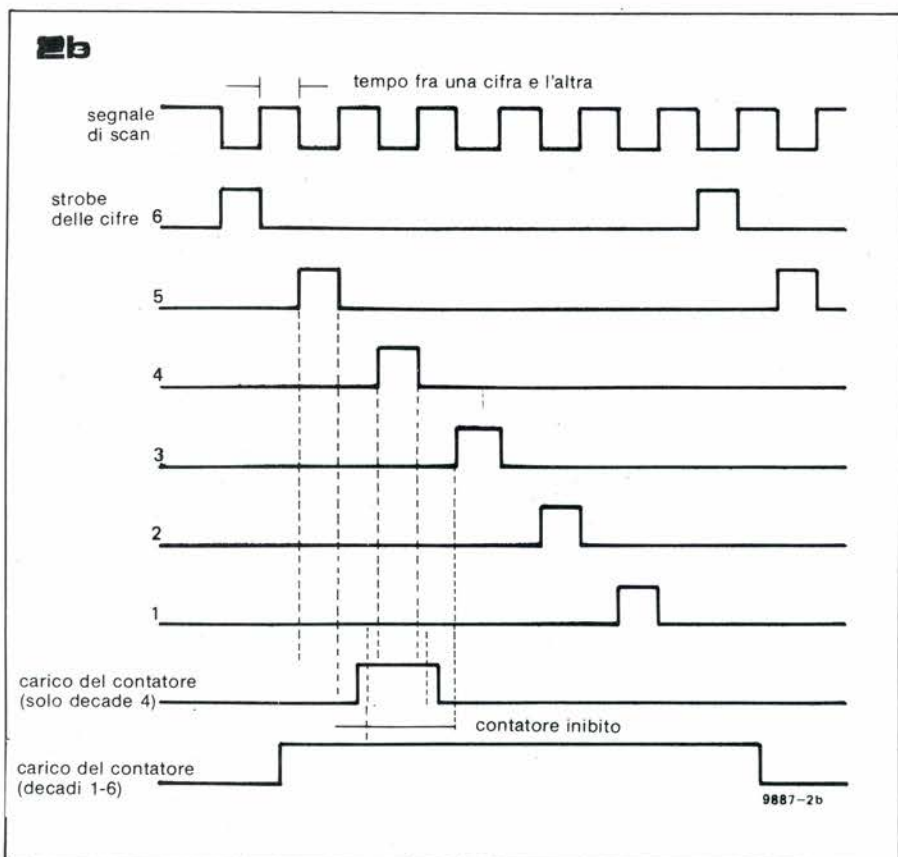 2b
tempo fra una cifra e l'altra
segnale
di scan
strobe
delle cifre 6
5
4
3
2
1
carico del contatore
(solo decade 4)
contatore inibito
carico del contatore
(decadi 1-6)
9887-2b